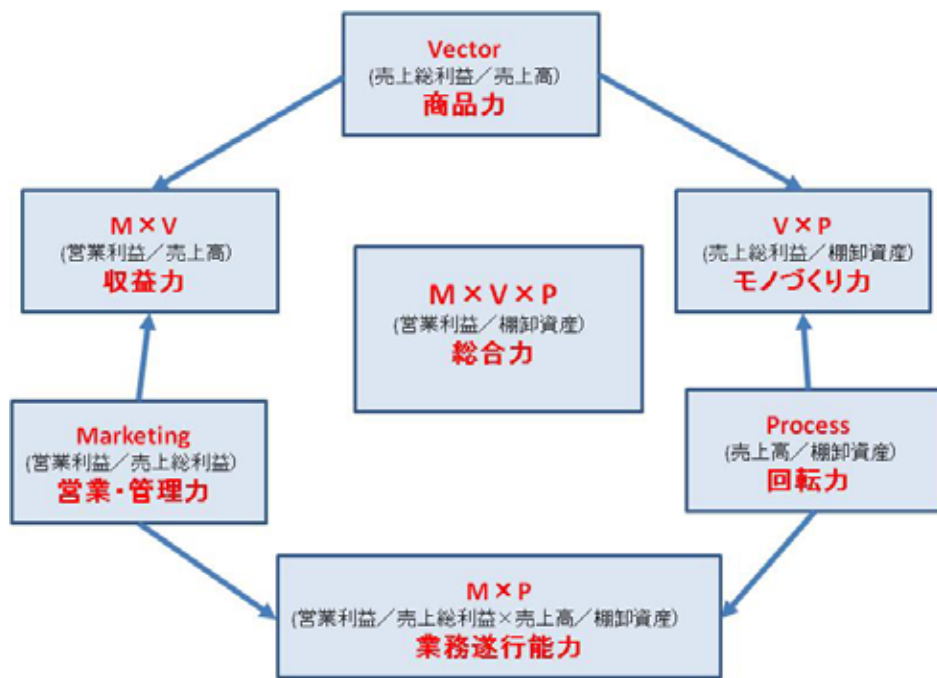 Vector
(売上総利益／売上高)
商品力
M×V
(営業利益／売上高)
収益力
V×P
(売上総利益／棚卸資産)
モノづくり力
M×V×P
(営業利益／棚卸資産)
総合力
Marketing
(営業利益／売上総利益)
営業・管理力
Process
(売上高／棚卸資産)
回転力
M×P
(営業利益／売上総利益×売上高／棚卸資産)
業務遂行能力